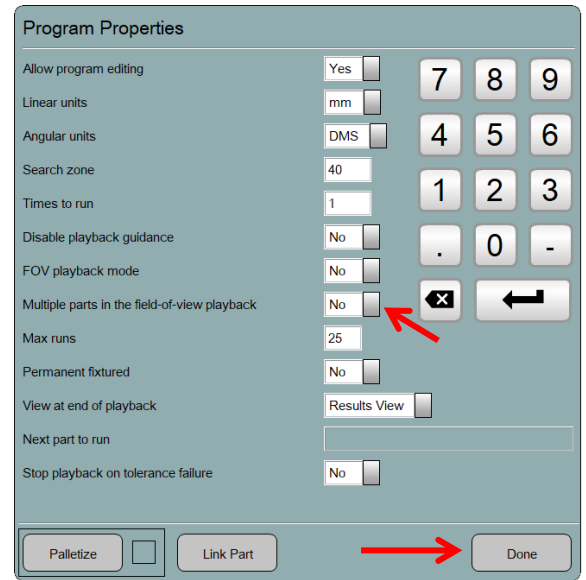 Program Properties
Allow program editing Yes
Linear units mm
Angular units DMS
Search zone 40
Times to run 1
Disable playback guidance No
FOV playback mode No
Multiple parts in the field-of-view playback No
Max runs 25
Permanent fixtured No
View at end of playback Results View
Next part to run
Stop playback on tolerance failure No
7 8 9
4 5 6
1 2 3
. 0 -
Palletize Link Part Done